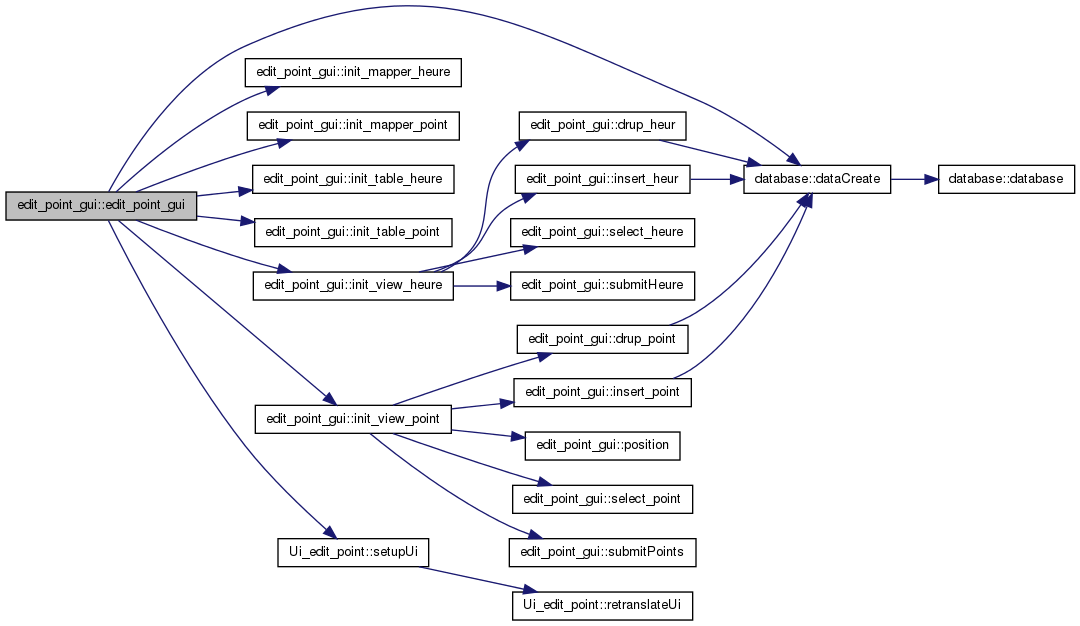 edit_point_gui::edit_point_gui
edit_point_gui::init_mapper_heure
edit_point_gui::init_mapper_point
edit_point_gui::init_table_heure
edit_point_gui::init_table_point
edit_point_gui::init_view_heure
edit_point_gui::init_view_point
Ui_edit_point::setupUi
edit_point_gui::drup_heur
edit_point_gui::insert_heur
edit_point_gui::select_heure
edit_point_gui::submitHeure
edit_point_gui::drup_point
edit_point_gui::insert_point
edit_point_gui::position
edit_point_gui::select_point
edit_point_gui::submitPoints
Ui_edit_point::retranslateUi
database::dataCreate
database::database